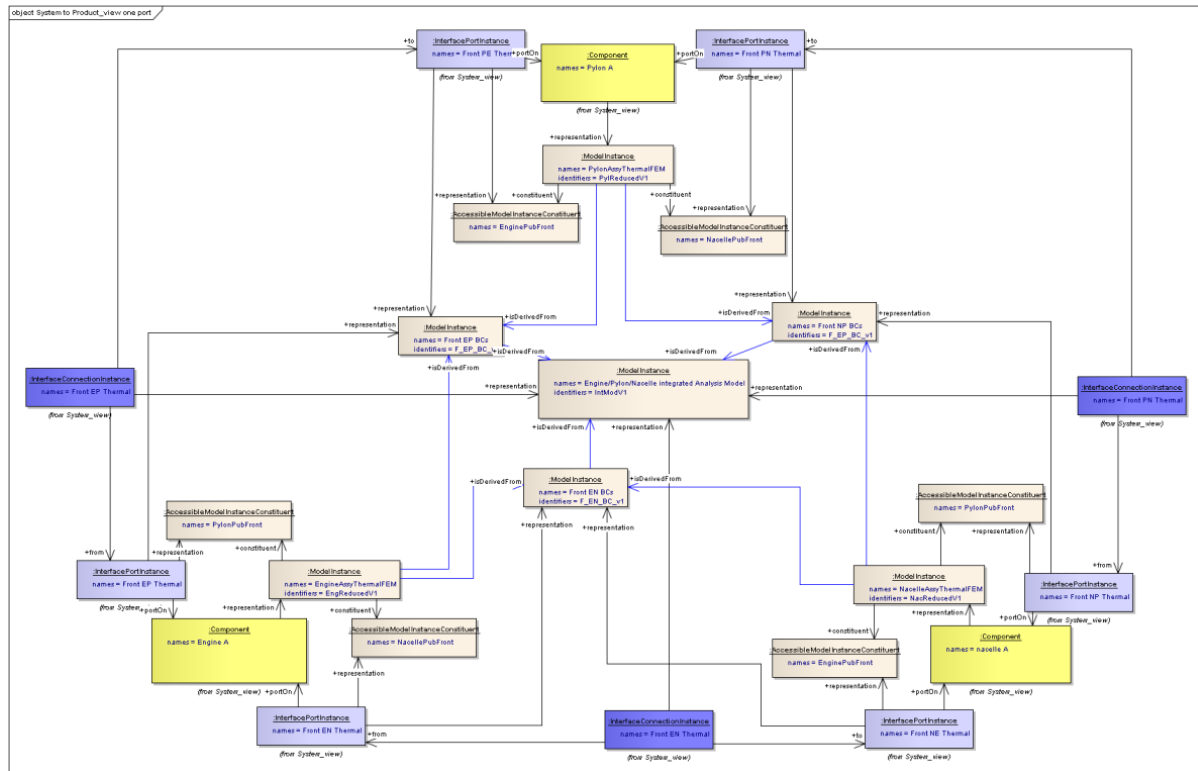 object System to Product_view one port
+to
:InterfacePortInstance
names = Front PE Thermal
(from System_view)
+portOn
:Component
names = Pylon A
(from System_view)
+portOn
:InterfacePortInstance
names = Front PN Thermal
(from System_view)
+to
+representation
:ModelInstance
names = PylonAssyThermalFEM
identifiers = PylReducedV1
+representation
+constituent
+constituent
+representation
:AccessibleModelInstanceConstituent
names = EnginePubFront
:AccessibleModelInstanceConstituent
names = NacellePubFront
+representation
+representation
+isDerivedFrom
+isDerivedFrom
+representation
+representation
:ModelInstance
names = Front EP BCs
identifiers = F_EP_BC_
:ModelInstance
names = Front NP BCs
identifiers = F_EP_BC_v1
+isDerivedFrom
+isDerivedFrom
+isDerivedFrom
+isDerivedFrom
:InterfaceConnectionInstance
names = Front EP Thermal
(from System_view)
+representation
:ModelInstance
names = Engine/Pylon/Nacelle integrated Analysis Model
identifiers = IntModV1
+representation
:InterfaceConnectionInstance
names = Front PN Thermal
(from System_view)
+isDerivedFrom
+representation
+isDerivedFrom
:ModelInstance
names = Front EN BCs
identifiers = F_EN_BC_v1
+isDerivedFrom
+representation
+representation
:AccessibleModelInstanceConstituent
names = PylonPubFront
:AccessibleModelInstanceConstituent
names = PylonPubFront
+constituent
+representation
+from
+representation
+constituent
+from
:InterfacePortInstance
names = Front EP Thermal
(from System_
+portOn
:ModelInstance
names = EngineAssyThermalFEM
identifiers = EngReducedV1
:ModelInstance
names = NacelleAssyThermalFEM
identifiers = NacReducedV1
:InterfacePortInstance
names = Front NP Thermal
(from System_view)
+representation
+constituent
+representation
+portOn
:Component
names = Engine A
(from System_view)
:AccessibleModelInstanceConstituent
names = NacellePubFront
+constituent
:AccessibleModelInstanceConstituent
names = EnginePubFront
:Component
names = nacelle A
(from System_view)
+portOn
+representation
+representation
+portOn
:InterfacePortInstance
names = Front EN Thermal
(from System_view)
+from
:InterfaceConnectionInstance
names = Front EN Thermal
(from System_view)
+to
:InterfacePortInstance
names = Front NE Thermal
(from System_view)